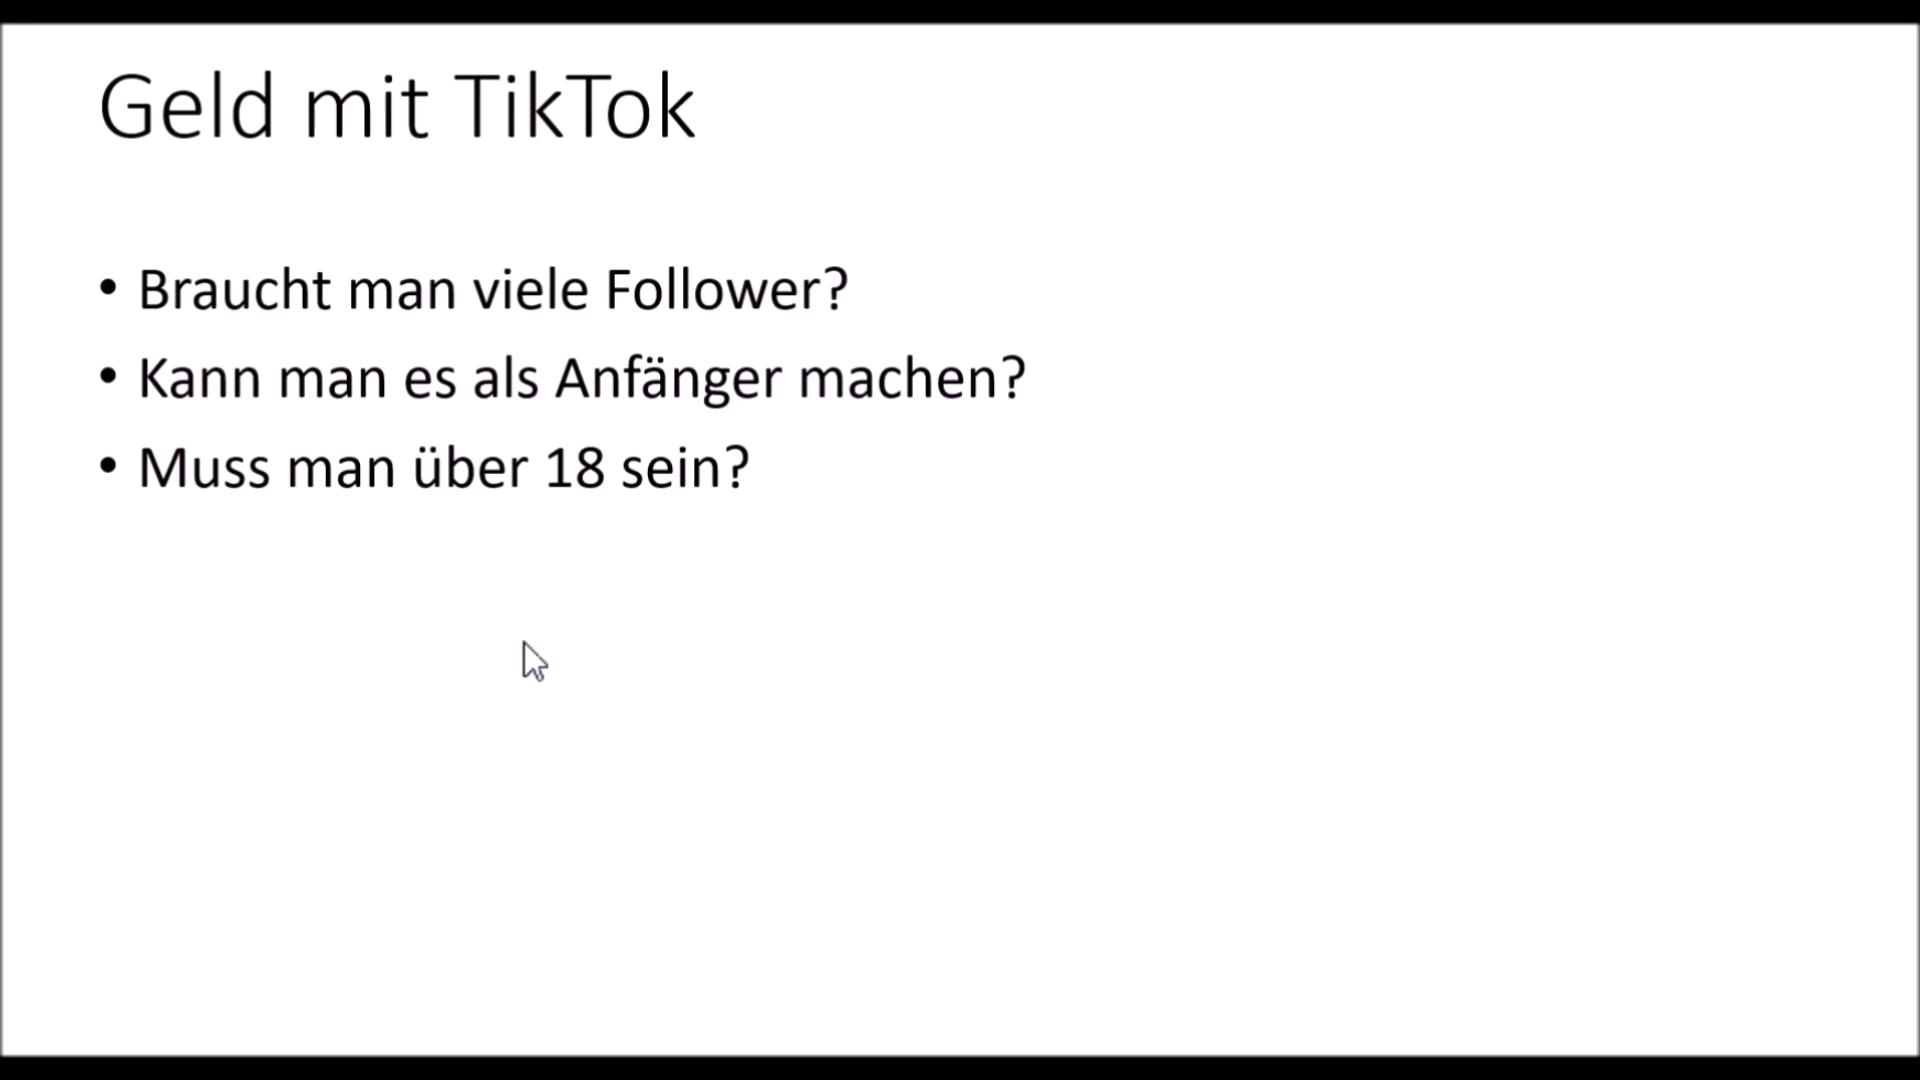 Geld mit TikTok
• Braucht man viele Follower?
• Kann man es als Anfänger machen?
• Muss man über 18 sein?